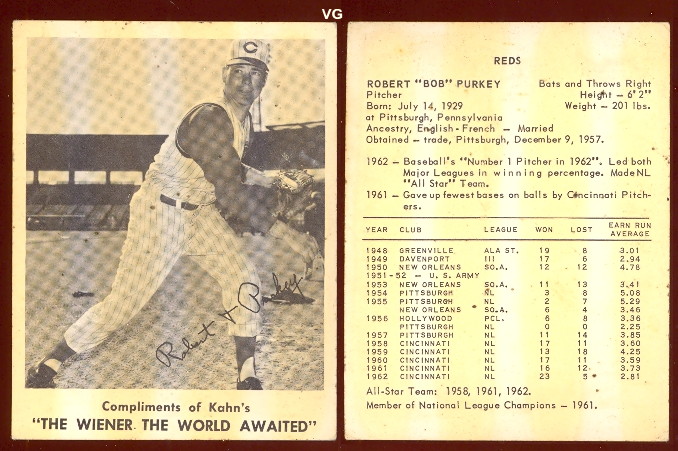 VG
C
Robert T Purkey
Compliments of Kahn's
"THE WIENER THE WORLD AWAITED"
REDS
ROBERT "BOB" PURKEY Bats and Throws Right
Pitcher Height – 6' 2"
Born: July 14, 1929 Weight – 201 lbs.
at Pittsburgh, Pennsylvania
Ancestry, English - French – Married
Obtained – trade, Pittsburgh, December 9, 1957.
1962 – Baseball's "Number 1 Pitcher in 1962". Led both
Major Leagues in winning percentage. Made NL
"All Star" Team.
1961 – Gave up fewest bases on balls by Cincinnati Pitch-
ers.
YEAR CLUB LEAGUE WON LOST EARN RUN AVERAGE
1948 GREENVILLE ALA ST. 19 8 3.01
1949 DAVENPORT III 17 6 2.94
1950 NEW ORLEANS SO.A. 12 12 4.78
1951-52 – U.S. ARMY
1953 NEW ORLEANS SO.A. 11 13 3.41
1954 PITTSBURGH NL 3 8 5.08
1955 PITTSBURGH NL 2 7 5.29
NEW ORLEANS SO.A. 6 4 3.46
1956 HOLLYWOOD PCL. 6 8 3.36
PITTSBURGH NL 0 0 2.25
1957 PITTSBURGH NL 11 14 3.85
1958 CINCINNATI NL 17 11 3.60
1959 CINCINNATI NL 13 18 4.25
1960 CINCINNATI NL 17 11 3.59
1961 CINCINNATI NL 16 12 3.73
1962 CINCINNATI NL 23 5 2.81
All-Star Team: 1958, 1961, 1962.
Member of National League Champions – 1961.